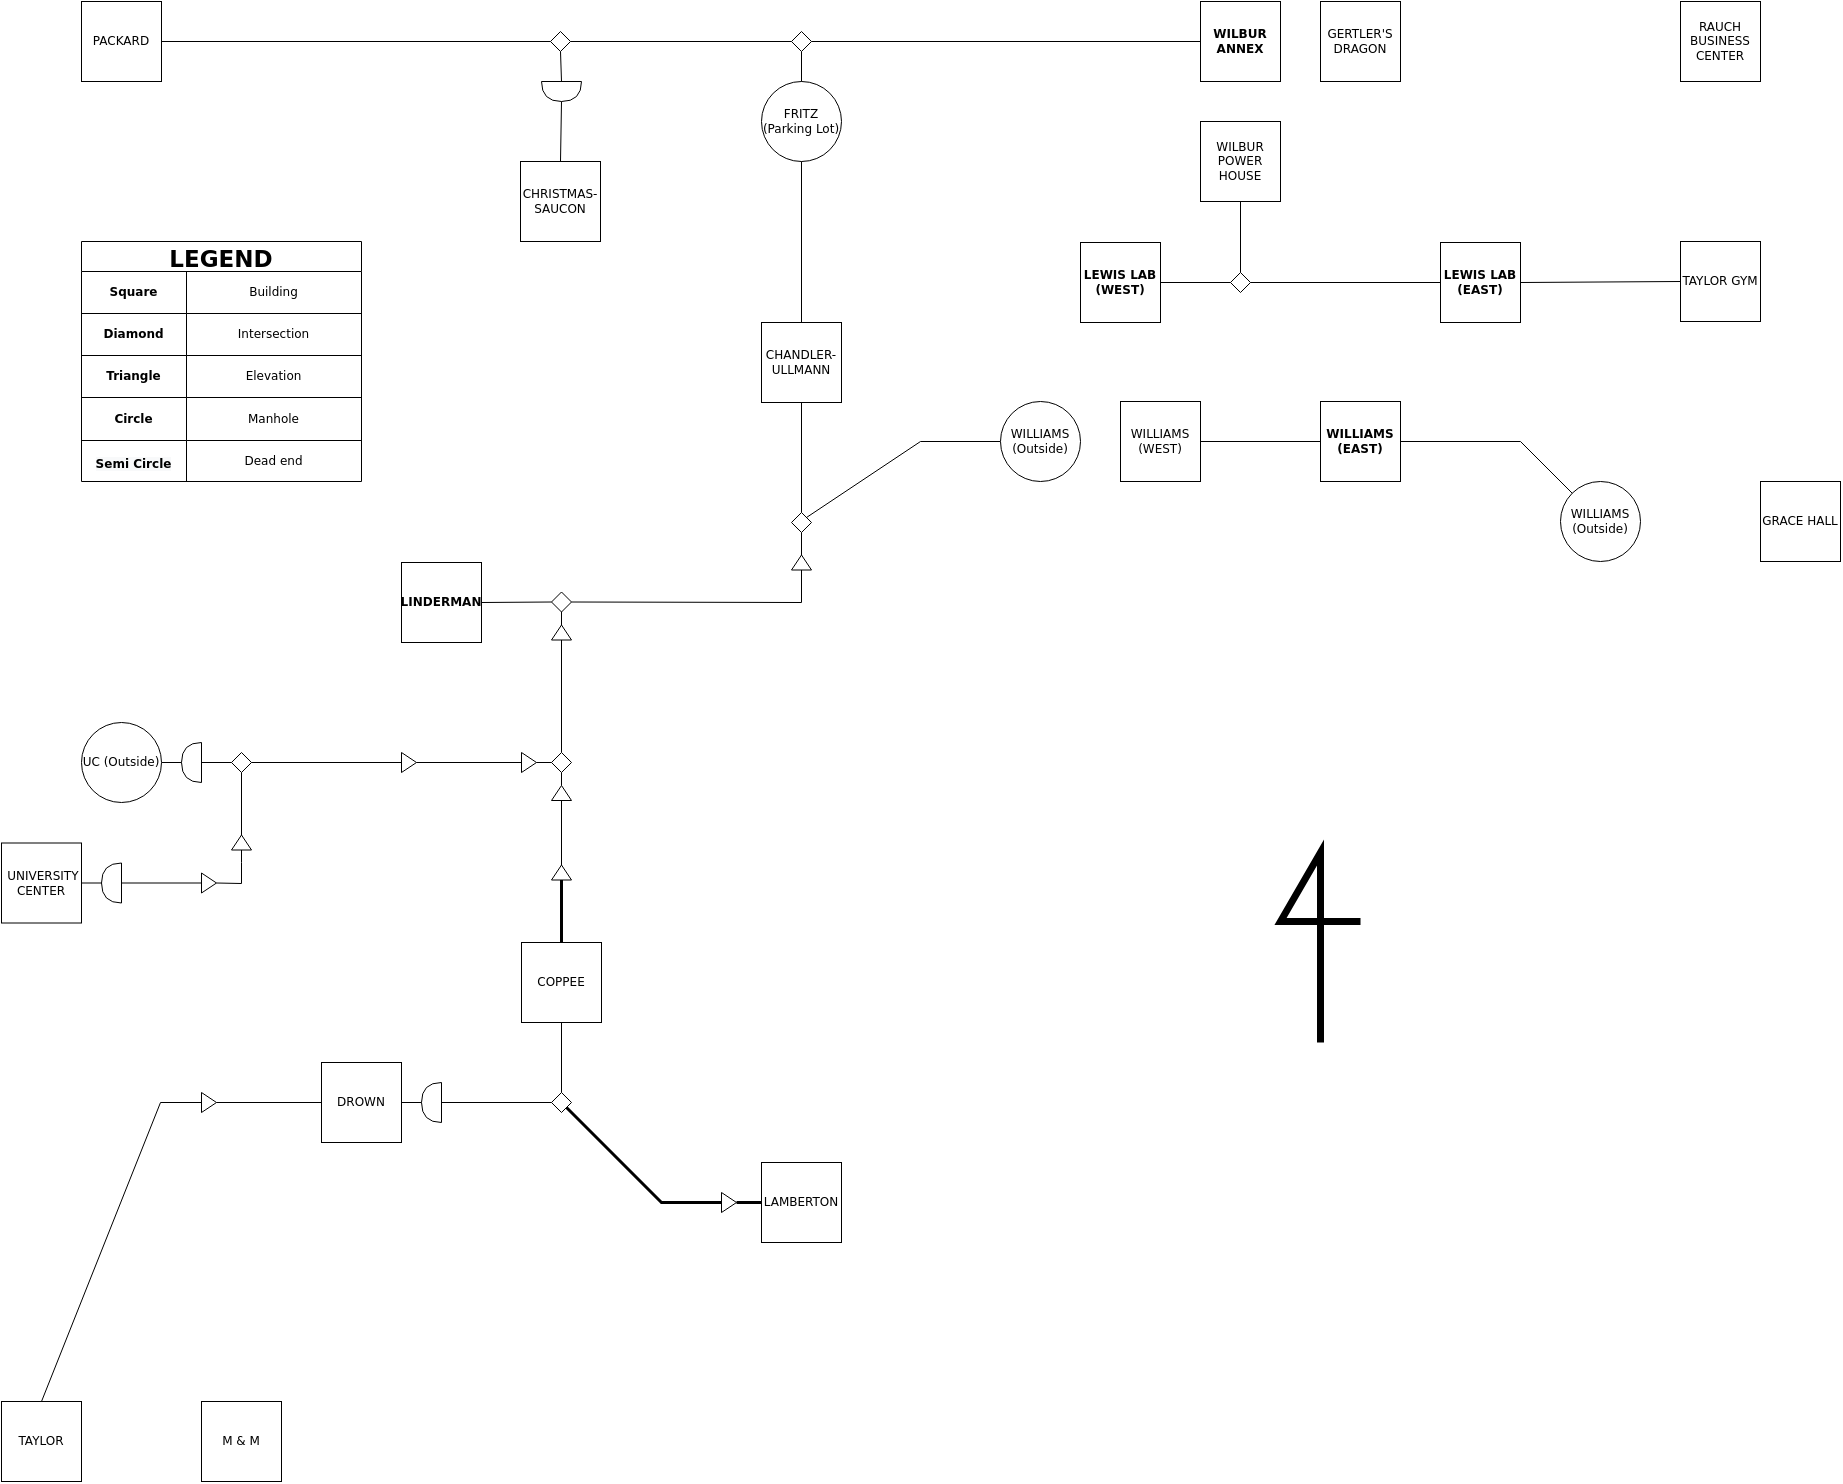 PACKARD
WILBUR
ANNEX
GERTLER'S
DRAGON
RAUCH
BUSINESS
CENTER
FRITZ
(Parking Lot)
WILBUR
POWER
HOUSE
CHRISTMAS-
SAUCON
LEGEND
Square Building
Diamond Intersection
Triangle Elevation
Circle Manhole
Semi Circle Dead end
LEWIS LAB
(WEST)
LEWIS LAB
(EAST)
TAYLOR GYM
CHANDLER-
ULLMANN
WILLIAMS
(Outside)
WILLIAMS
(WEST)
WILLIAMS
(EAST)
WILLIAMS
(Outside)
GRACE HALL
LINDERMAN
UC (Outside)
UNIVERSITY
CENTER
COPPEE
DROWN
LAMBERTON
TAYLOR
M & M